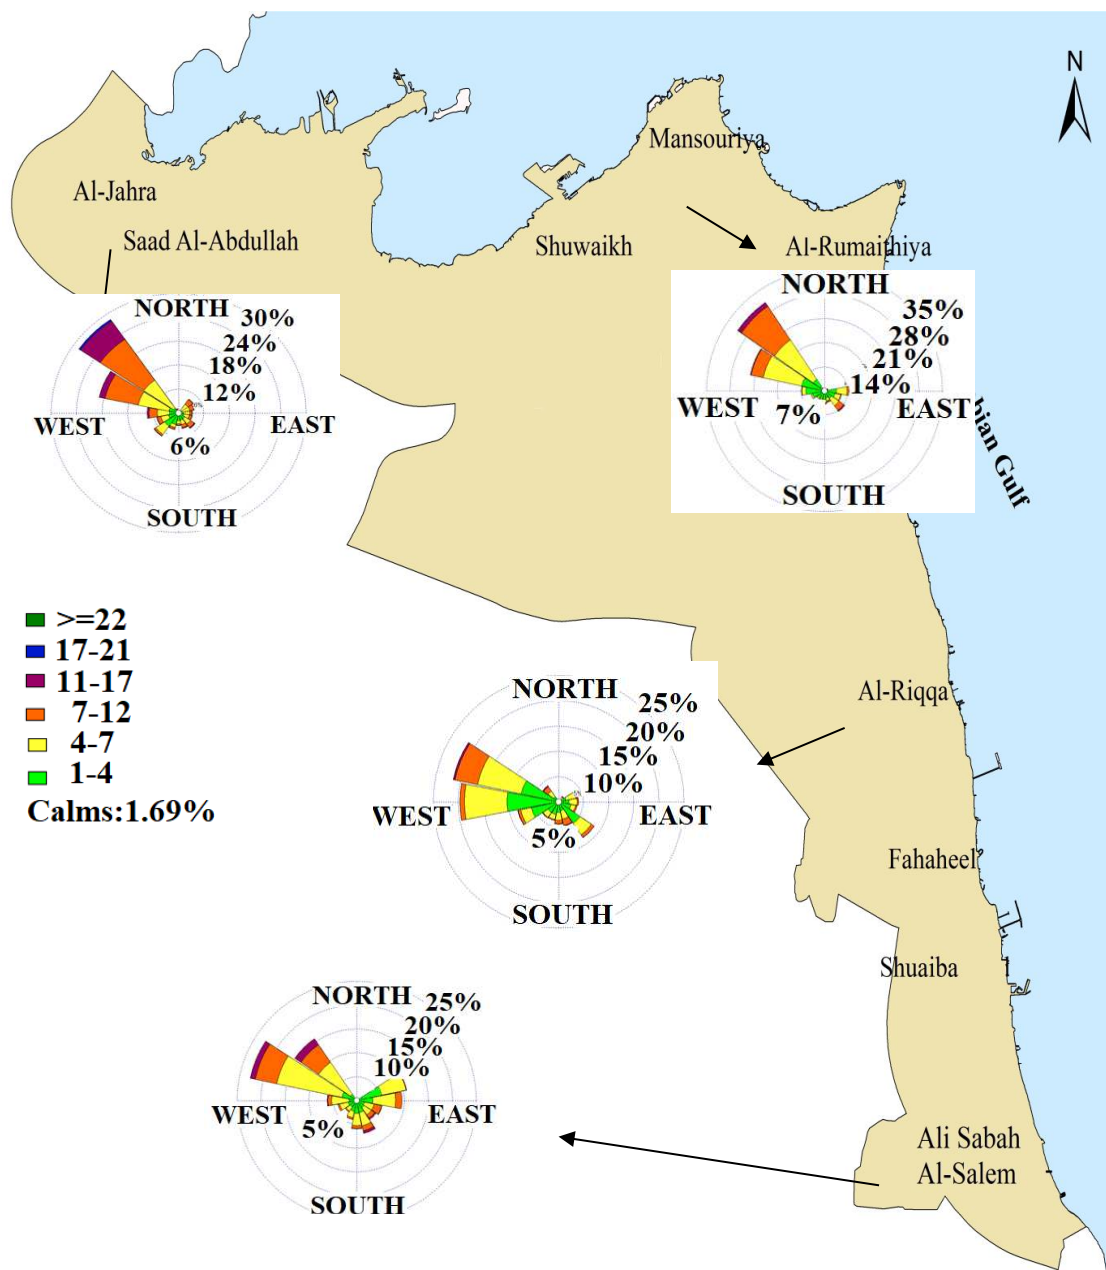 N
Mansouriya
Al-Jahra
Saad Al-Abdullah
Shuwaikh
Al-Rumaithiya
NORTH
30%
24%
18%
12%
WEST
EAST
6%
SOUTH
NORTH
35%
28%
21%
14%
WEST
EAST
7%
SOUTH
bian Gulf
>=22
17-21
11-17
7-12
4-7
1-4
Calms:1.69%
Al-Riqqa
NORTH
25%
20%
15%
10%
WEST
EAST
5%
SOUTH
Fahaheel
Shuaiba
NORTH
25%
20%
15%
10%
WEST
EAST
5%
SOUTH
Ali Sabah
Al-Salem